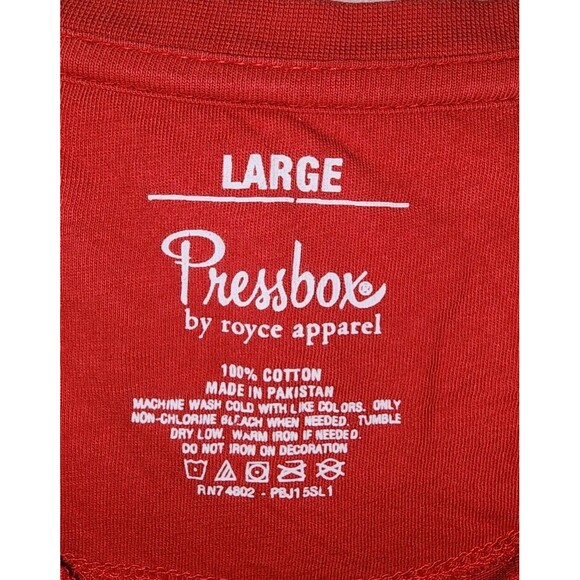 LARGE
Pressbox®
by royce apparel
100% COTTON
MADE IN PAKISTAN
MACHINE WASH COLD WITH LIKE COLORS. ONLY
NON-CHLORINE BLEACH WHEN NEEDED. TUMBLE
DRY LOW. WARM IRON IF NEEDED.
DO NOT IRON ON DECORATION
RN74802 - PBJ15SL1